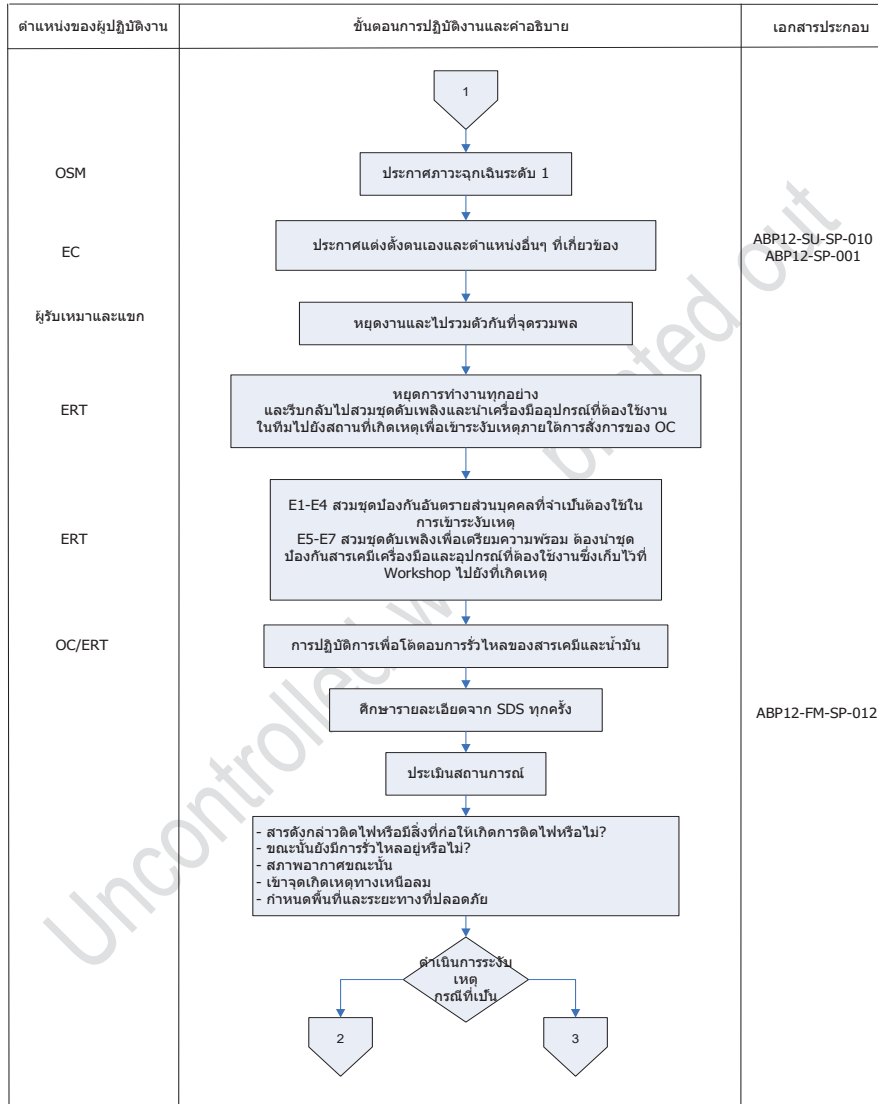 ตำแหน่งของผู้ปฏิบัติงาน
ขั้นตอนการปฏิบัติงานและคำอธิบาย
เอกสารประกอบ
1
OSM
ประกาศภาวะฉุกเฉินระดับ 1
EC
ประกาศแต่งตั้งตนเองและตำแหน่งอื่นๆ ที่เกี่ยวข้อง
ABP12-SU-SP-010
ABP12-SP-001
ผู้รับเหมาและแขก
หยุดงานและไปรวมตัวกันที่จุดรวมพล
ERT
หยุดการทำงานทุกอย่าง
และรีบกลับไปสวมชุดดับเพลิงและนำเครื่องมืออุปกรณ์ที่ต้องใช้งาน
ในทีมไปยังสถานที่เกิดเหตุเพื่อเข้าระงับเหตุภายใต้การสั่งการของ OC
ERT
E1-E4 สวมชุดป้องกันอันตรายส่วนบุคคลที่จำเป็นต้องใช้ใน
การเข้าระงับเหตุ
E5-E7 สวมชุดดับเพลิงเพื่อเตรียมความพร้อม ต้องนำชุด
ป้องกันสารเคมีเครื่องมือและอุปกรณ์ที่ต้องใช้งานซึ่งเก็บไว้ที่
Workshop ไปยังที่เกิดเหตุ
OC/ERT
การปฏิบัติการเพื่อโต้ตอบการรั่วไหลของสารเคมีและน้ำมัน
ศึกษารายละเอียดจาก SDS ทุกครั้ง
ABP12-FM-SP-012
ประเมินสถานการณ์
- สารดังกล่าวติดไฟหรือมีสิ่งที่ก่อให้เกิดการติดไฟหรือไม่?
- ขณะนั้นยังมีการรั่วไหลอยู่หรือไม่?
- สภาพอากาศขณะนั้น
- เข้าจุดเกิดเหตุทางเหนือลม
- กำหนดพื้นที่และระยะทางที่ปลอดภัย
ดำเนินการระงับ
เหตุ
กรณีที่เป็น
2
3
Uncontrolled out